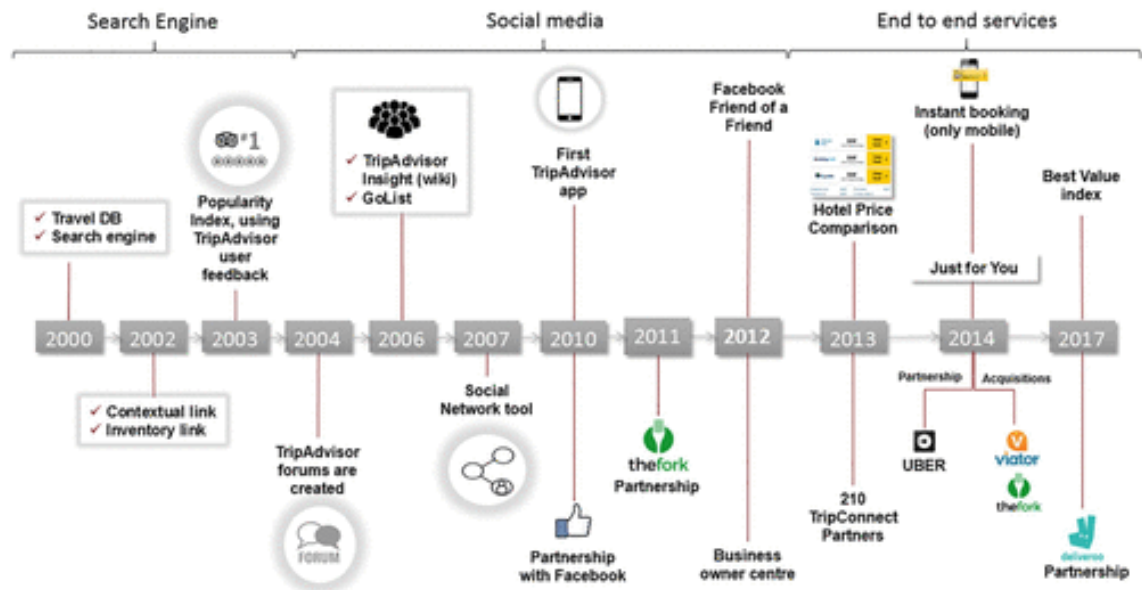 Search Engine
Social media
End to end services
#1
Popularity
Index, using
TripAdvisor
user
feedback
✓ Travel DB
✓ Search engine
✓ TripAdvisor
Insight (wiki)
✓ GoList
First
TripAdvisor
app
Facebook
Friend of a
Friend
Hotel Price
Comparison
Instant booking
(only mobile)
Just for You
Best Value
index
2000
2002
2003
2004
2006
2007
2010
2011
2012
2013
2014
2017
✓ Contextual link
✓ Inventory link
TripAdvisor
forums are
created
FORUM
Social
Network tool
Partnership
with Facebook
thefork
Partnership
Business
owner centre
210
TripConnect
Partners
Partnership
Acquisitions
UBER
viator
thefork
deliveroo
Partnership